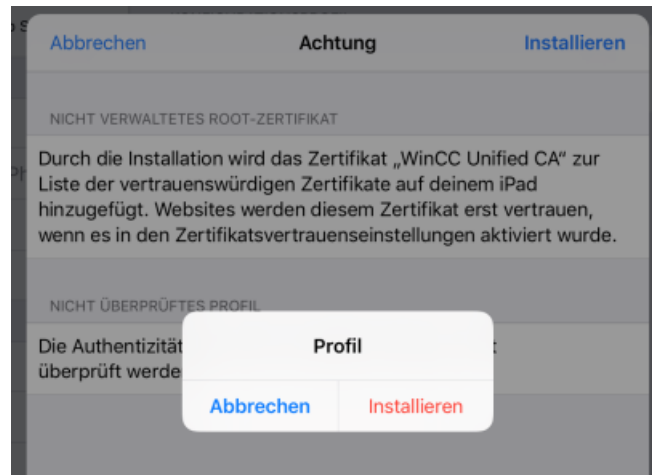 Abbrechen Achtung Installieren
NICHT VERWALTETES ROOT-ZERTIFIKAT
Durch die Installation wird das Zertifikat „WinCC Unified CA“ zur
Liste der vertrauenswürdigen Zertifikate auf deinem iPad
hinzugefügt. Websites werden diesem Zertifikat erst vertrauen,
wenn es in den Zertifikatsvertrauenseinstellungen aktiviert wurde.
NICHT ÜBERPRÜFTES PROFIL
Die Authentizität
überprüft werde
Profil
Abbrechen Installieren